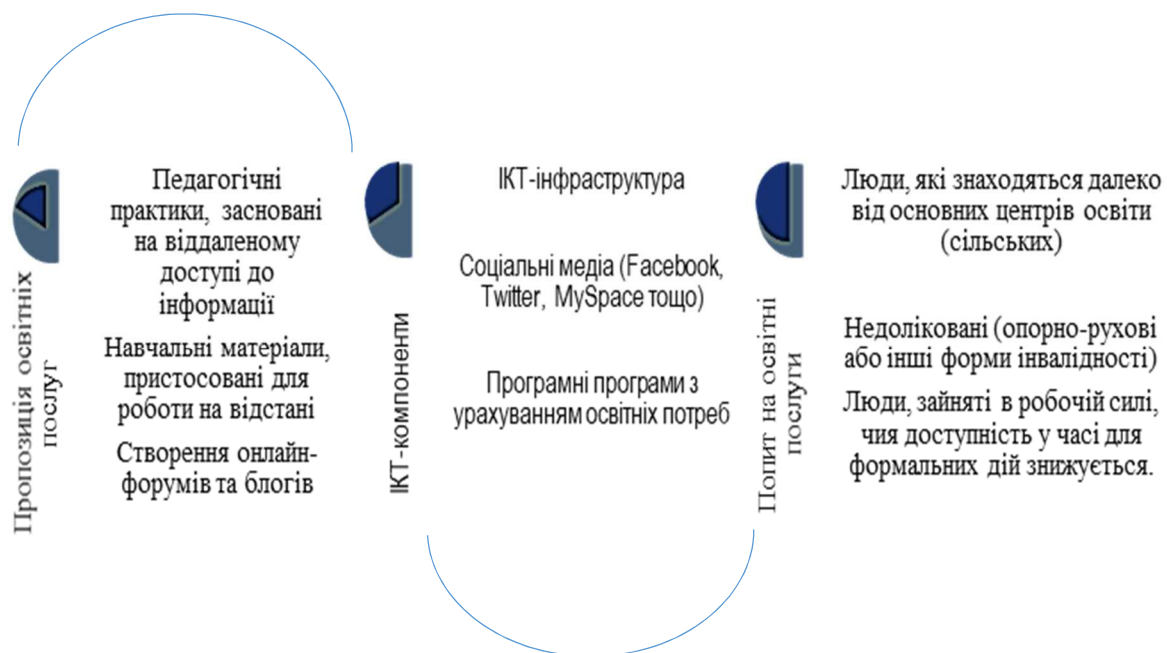 Пропозиція освітніх
послуг
Педагогічні
практики, засновані
на віддаленому
доступі до
інформації
Навчальні матеріали,
пристосовані для
роботи на відстані
Створення онлайн-
форумів та блогів
ІКТ-компоненти
ІКТ-інфраструктура
Соціальні медіа (Facebook,
Twitter, MySpace тощо)
Програмні програми з
урахуванням освітніх потреб
Попит на освітні
послуги
Люди, які знаходяться далеко
від основних центрів освіти
(сільських)
Недоліковані (опорно-рухові
або інші форми інвалідності)
Люди, зайняті в робочій силі,
чия доступність у часі для
формальних дій знижується.